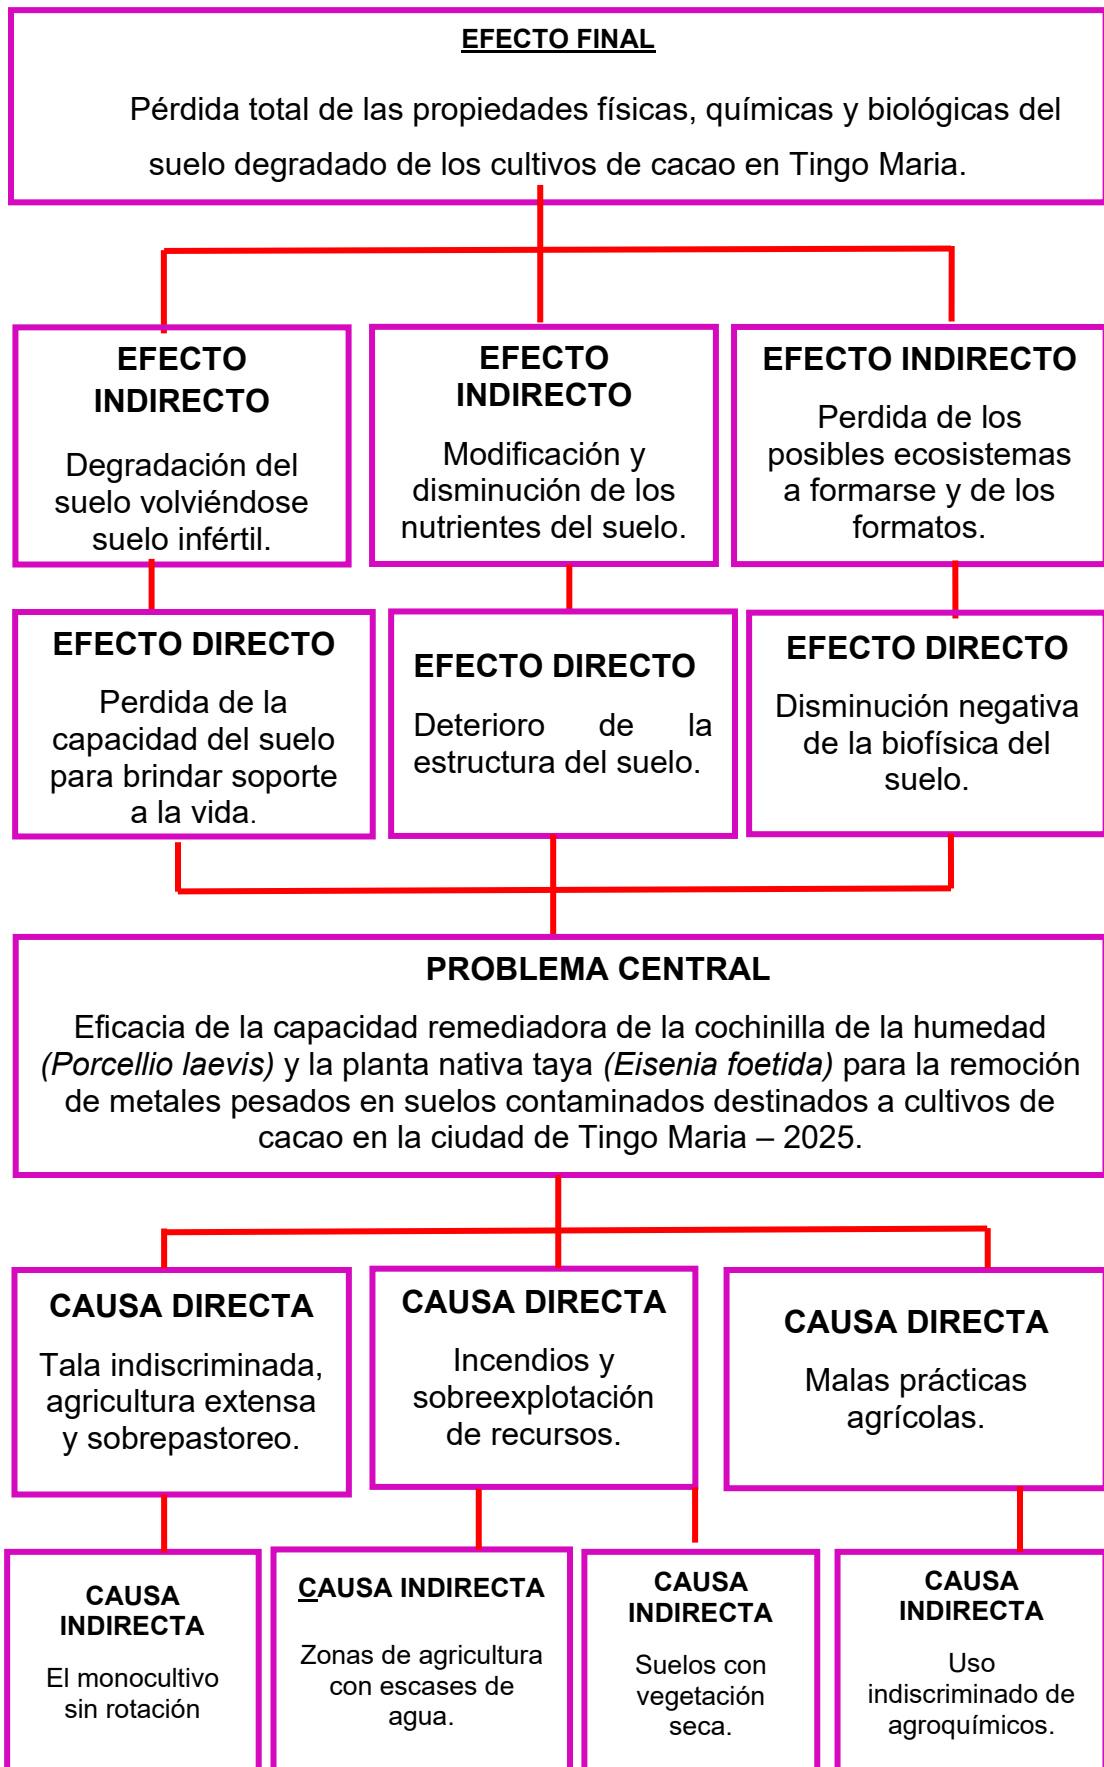 EFECTO FINAL
Pérdida total de las propiedades físicas, químicas y biológicas del
suelo degradado de los cultivos de cacao en Tingo Maria.
EFECTO
INDIRECTO
Degradación del
suelo volviéndose
suelo infértil.
EFECTO
INDIRECTO
Modificación y
disminución de los
nutrientes del suelo.
EFECTO INDIRECTO
Perdida de los
posibles ecosistemas
a formarse y de los
formatos.
EFECTO DIRECTO
Perdida de la
capacidad del suelo
para brindar soporte
a la vida.
EFECTO DIRECTO
Deterioro de la
estructura del suelo.
EFECTO DIRECTO
Disminución negativa
de la biofísica del
suelo.
PROBLEMA CENTRAL
Eficacia de la capacidad remediadora de la cochinilla de la humedad
(Porcellio laevis) y la planta nativa taya (Eisenia foetida) para la remoción
de metales pesados en suelos contaminados destinados a cultivos de
cacao en la ciudad de Tingo Maria – 2025.
CAUSA DIRECTA
Tala indiscriminada,
agricultura extensa
y sobrepastoreo.
CAUSA DIRECTA
Incendios y
sobreexplotación
de recursos.
CAUSA DIRECTA
Malas prácticas
agrícolas.
CAUSA
INDIRECTA
El monocultivo
sin rotación
CAUSA INDIRECTA
Zonas de agricultura
con escases de
agua.
CAUSA
INDIRECTA
Suelos con
vegetación
seca.
CAUSA
INDIRECTA
Uso
indiscriminado de
agroquímicos.